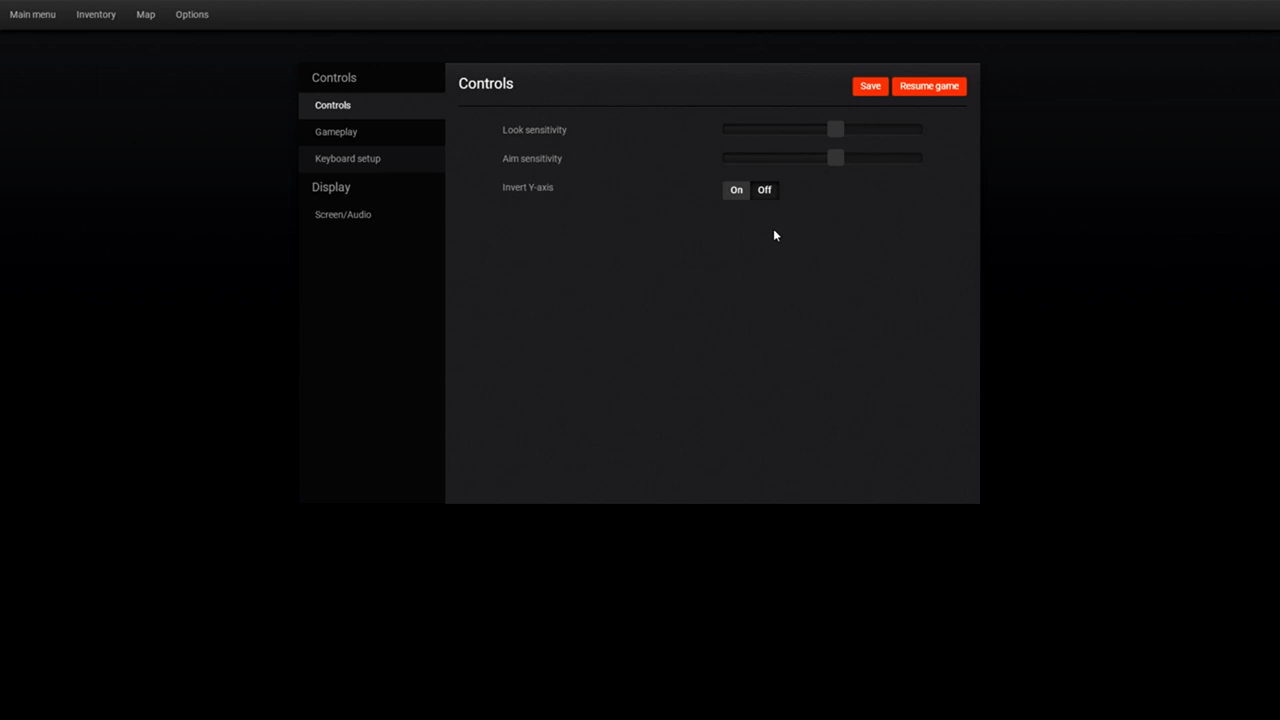 Main menu Inventory Map Options
Controls
Controls
Gameplay
Keyboard setup
Display
Screen/Audio
Controls
Save Resume game
Look sensitivity
Aim sensitivity
Invert Y-axis On Off